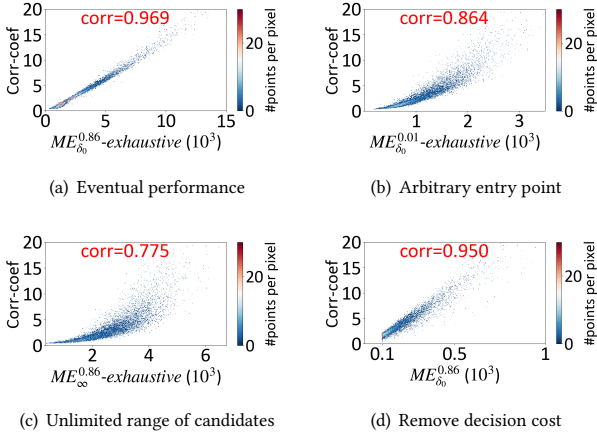 corr=0.969
20
15
10
5
0
Corr-coef
0 5 10 15
ME^{0.86}_{δ_0}-exhaustive (10^3)
20
0
#points per pixel
(a) Eventual performance
corr=0.864
20
15
10
5
0
Corr-coef
1 2 3
ME^{0.01}_{δ_0}-exhaustive (10^3)
20
0
#points per pixel
(b) Arbitrary entry point
corr=0.775
20
15
10
5
0
Corr-coef
2 4 6
ME^{0.86}_{∞}-exhaustive (10^3)
20
0
#points per pixel
(c) Unlimited range of candidates
corr=0.950
20
15
10
5
0
Corr-coef
0.1 0.5 1
ME^{0.86}_{δ_0} (10^3)
20
0
#points per pixel
(d) Remove decision cost